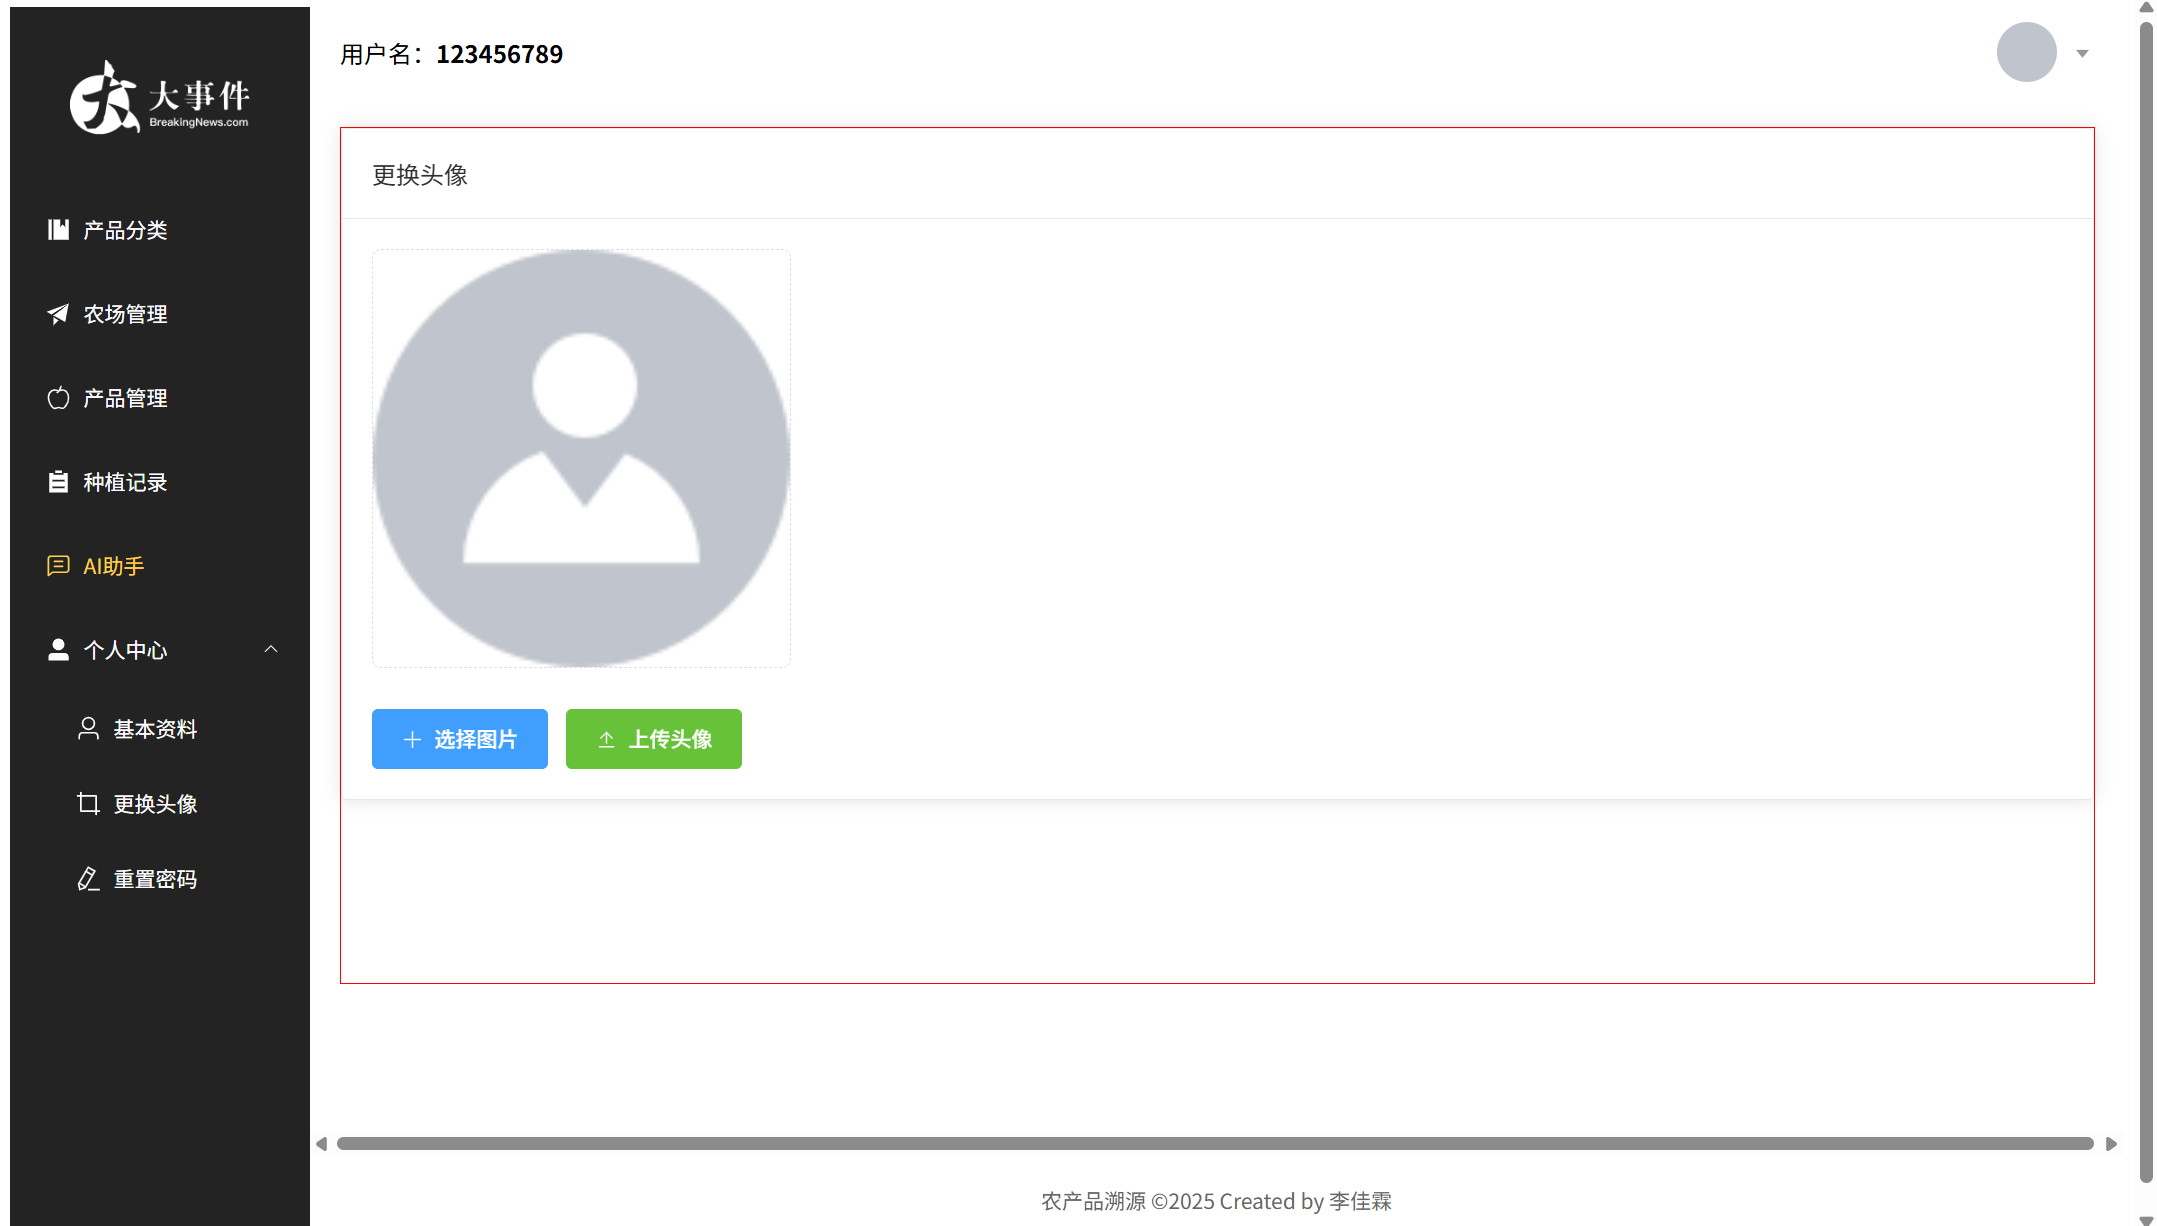 大事件
BreakingNews.com
产品分类
农场管理
产品管理
种植记录
AI助手
个人中心
基本资料
更换头像
重置密码
用户名：123456789
更换头像
选择图片
上传头像
农产品溯源 ©2025 Created by 李佳霖